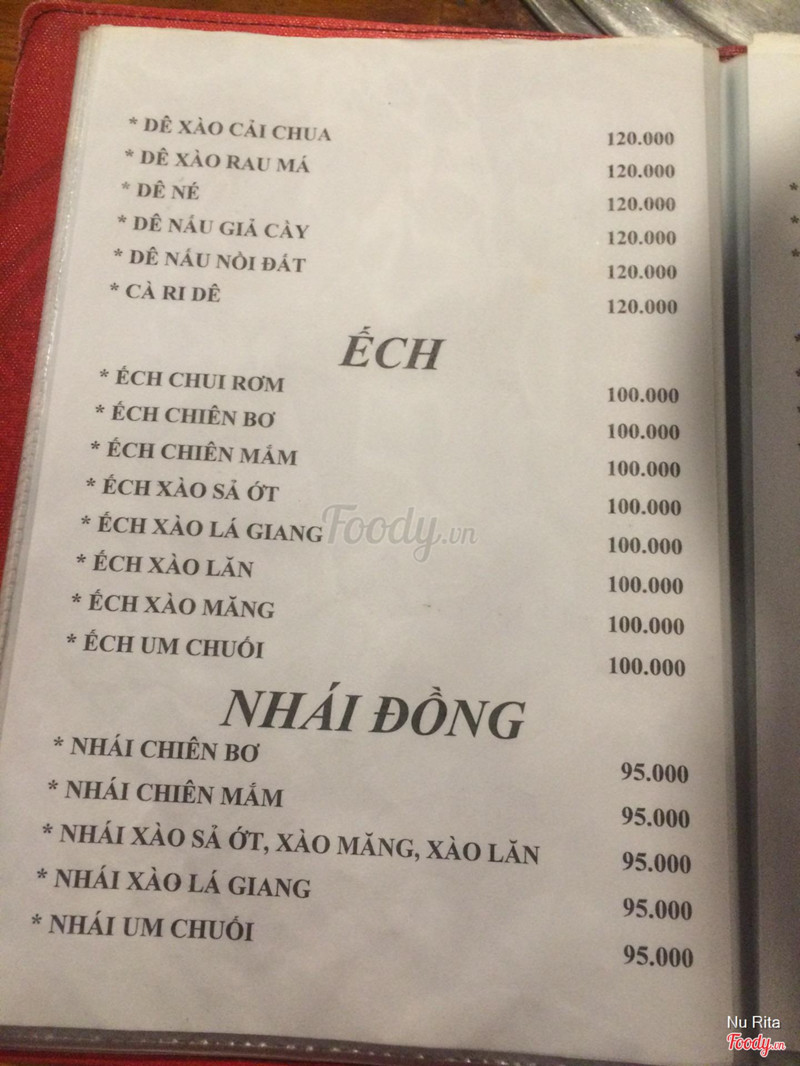 * DÊ XÀO CẢI CHUA 120.000
* DÊ XÀO RAU MÁ 120.000
* DÊ NÉ 120.000
* DÊ NẤU GIẢ CÀY 120.000
* DÊ NẤU NỒI ĐẤT 120.000
* CÀ RI DÊ 120.000
ẾCH
* ẾCH CHUI RƠM 100.000
* ẾCH CHIÊN BƠ 100.000
* ẾCH CHIÊN MẮM 100.000
* ẾCH XÀO SẢ ỚT 100.000
* ẾCH XÀO LÁ GIANG 100.000
* ẾCH XÀO LĂN 100.000
* ẾCH XÀO MĂNG 100.000
* ẾCH UM CHUỐI 100.000
Foody.vn
NHÁI ĐỒNG
* NHÁI CHIÊN BƠ 95.000
* NHÁI CHIÊN MẮM 95.000
* NHÁI XÀO SẢ ỚT, XÀO MĂNG, XÀO LĂN 95.000
* NHÁI XÀO LÁ GIANG 95.000
* NHÁI UM CHUỐI 95.000
Nu Rita
Foody.vn